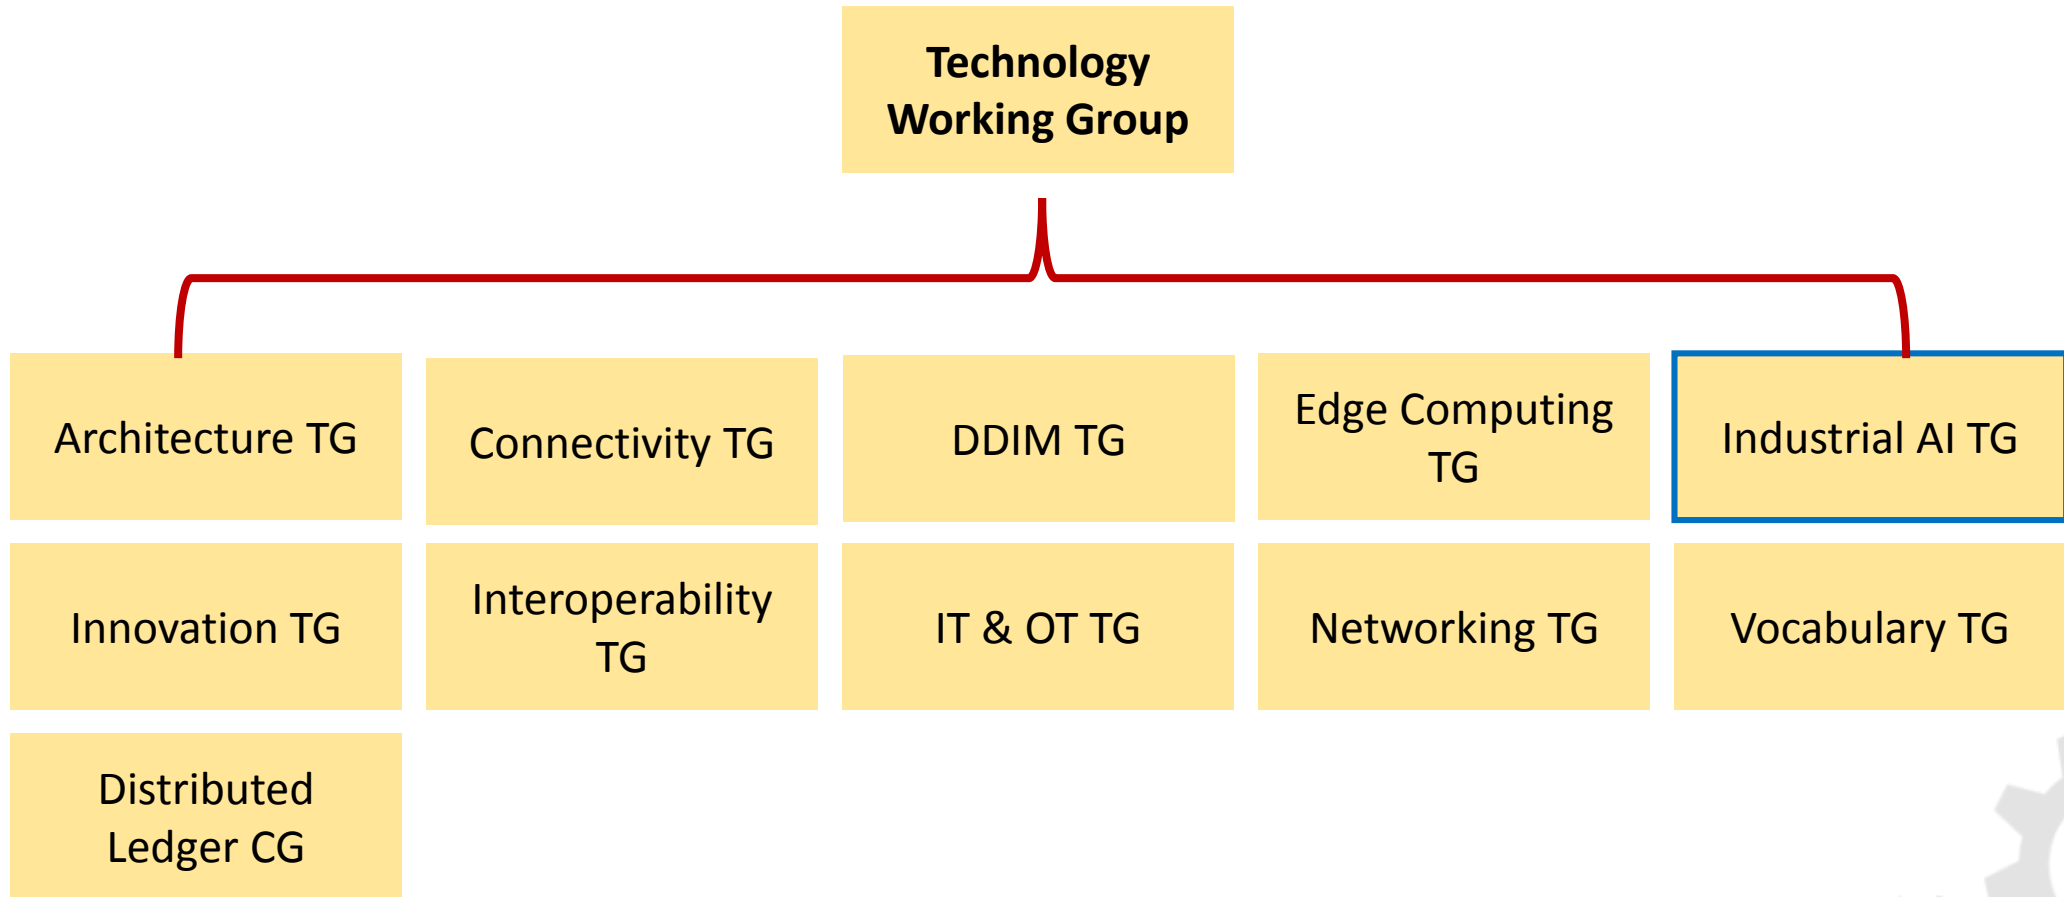 Technology
Working Group
Architecture TG
Connectivity TG
DDIM TG
Edge Computing
TG
Industrial AI TG
Innovation TG
Interoperability
TG
IT & OT TG
Networking TG
Vocabulary TG
Distributed
Ledger CG